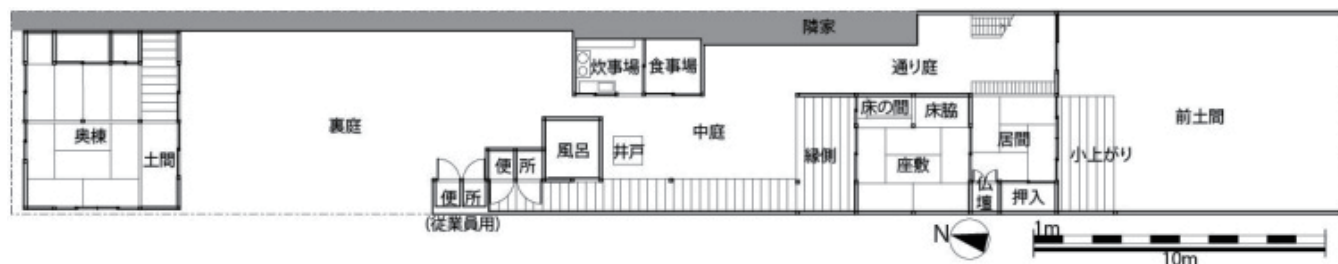 隣家
炊事場
食事場
通り庭
奥棟
土間
裏庭
風呂
井戸
中庭
縁側
床の間
床脇
座敷
居間
小上がり
前土間
便所
便所
(従業員用)
仏壇
押入
N
1m
10m